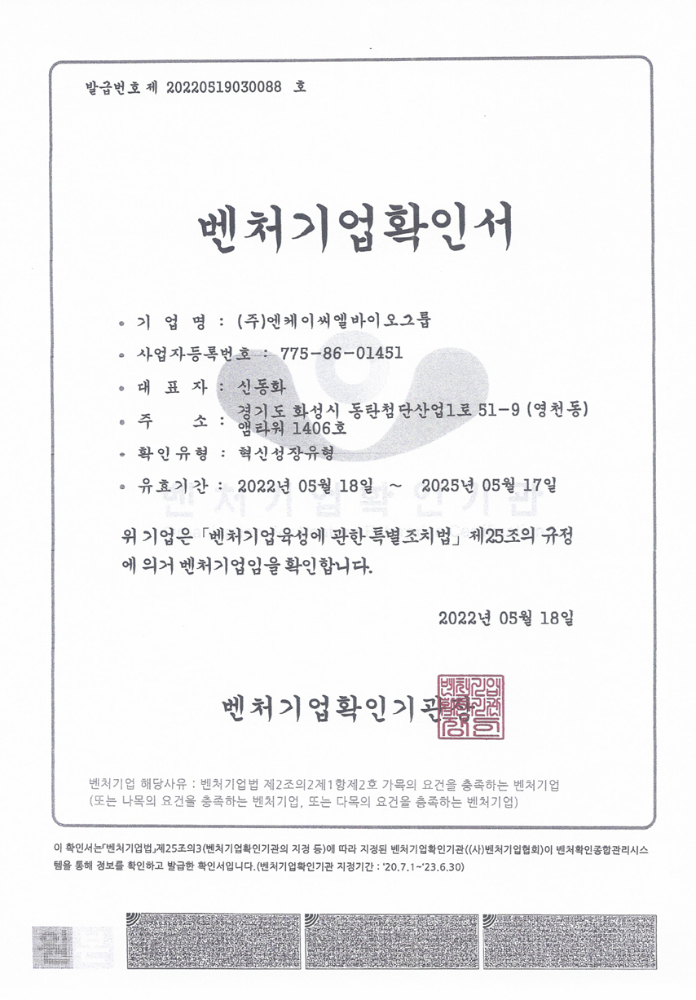 발급번호 제 20220519030088 호
벤처기업확인서
• 기 업 명 : (주)엔케이씨엘바이오그룹
• 사업자등록번호 : 775-86-01451
• 대 표 자 : 신동화
• 주 소 : 경기도 화성시 동탄첨단산업1로 51-9 (영천동)
앰타워 1406호
• 확인유형 : 혁신성장유형
• 유효기간 : 2022년 05월 18일 ~ 2025년 05월 17일
벤처기업확인기관
위 기업은「벤처기업육성에 관한 특별조치법」제25조의 규정
에 의거 벤처기업임을 확인합니다.
2022년 05월 18일
벤처기업확인기관장
벤처기업 해당사유 : 벤처기업법 제2조의2제1항제2호 가목의 요건을 충족하는 벤처기업
(또는 나목의 요건을 충족하는 벤처기업, 또는 다목의 요건을 충족하는 벤처기업)
이 확인서는「벤처기업법」제25조의3(벤처기업확인기관의 지정 등)에 따라 지정된 벤처기업확인기관((사)벤처기업협회)이 벤처확인종합관리시스
템을 통해 정보를 확인하고 발급한 확인서입니다.(벤처기업확인기관 지정기간 : '20.7.1~'23.6.30)